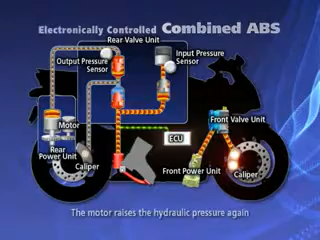 Electronically Controlled Combined ABS
Rear Valve Unit
Output Pressure
Sensor
Input Pressure
Sensor
Motor
Rear
Power Unit
Caliper
ECU
Front Valve Unit
Front Power Unit
Caliper
The motor raises the hydraulic pressure again